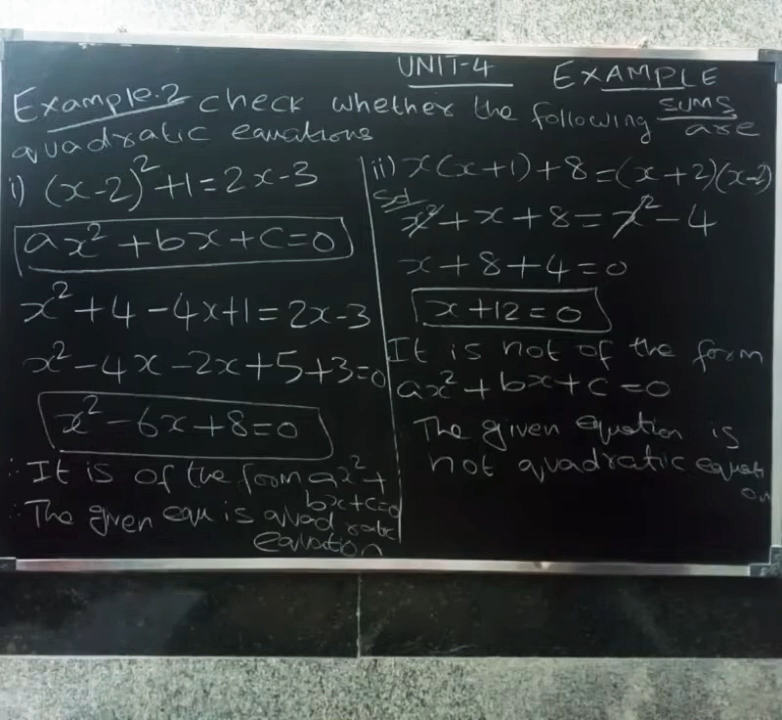 UNIT-4 EXAMPLE SUMS
Example.2 check whether the following are
quadratic equations
i) (x-2)²+1=2x-3
ax²+bx+c=0
x²+4-4x+1=2x-3
x²-4x-2x+5+3=0
x²-6x+8=0
∴ It is of the form ax²+
bx+c=0
∴ The given equ is quadratic
equation
ii) x(x+1)+8=(x+2)(x-2)
Sol
x²+x+8=x²-4
x+8+4=0
x+12=0
It is not of the form
ax²+bx+c=0
The given equation is
not quadratic equati
on